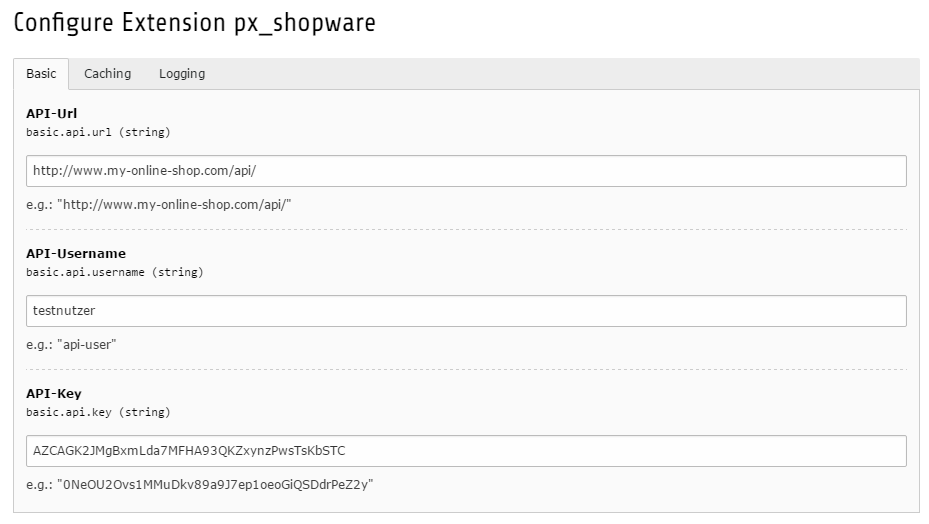 Configure Extension px_shopware
Basic Caching Logging
API-Url
basic.api.url (string)
http://www.my-online-shop.com/api/
e.g.: "http://www.my-online-shop.com/api/"
API-Username
basic.api.username (string)
testnutzer
e.g.: "api-user"
API-Key
basic.api.key (string)
AZCAGK2JMgBxmLda7MFHA93QKZxynzPwsTsKbSTC
e.g.: "0NeOU2Ovs1MMuDkv89a9J7ep1oeoGiQSDdrPeZ2y"